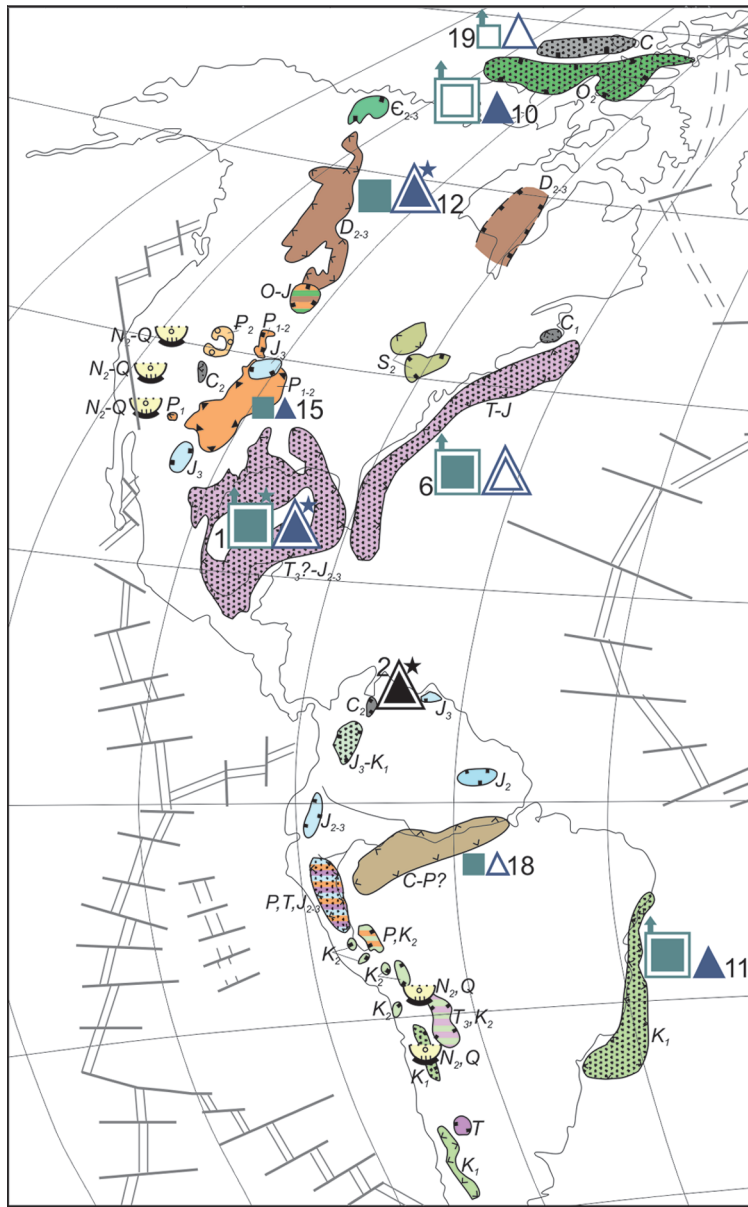 19 C
O₂
10
Є₂₋₃
12 D₂₋₃
D₂₋₃
O-J
N₂-Q P₂ P₁₋₂ C₁
J₃
N₂-Q C₂ S₂
P₁₋₂
N₂-Q P₁ 15 T-J
J₃
6
1
T₃?-J₂₋₃
2
C₂ J₃
J₃-K₁ J₂
J₂₋₃
18
C-P?
P,T,J₂₋₃
P,K₂
K₂
K₂ 11
N₂,Q
K₂ T₃,K₂
K₁
N₂,Q
K₁
T
K₁